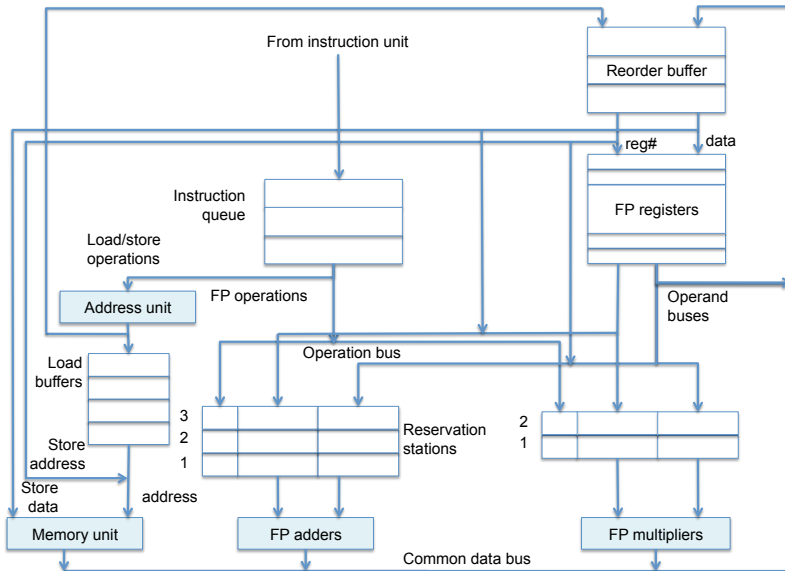 From instruction unit
Reorder buffer
reg#
data
Instruction
queue
FP registers
Load/store
operations
FP operations
Address unit
Operand
buses
Operation bus
Load
buffers
3
2
1
Reservation
stations
2
1
Store
address
Store
data
address
Memory unit
FP adders
FP multipliers
Common data bus